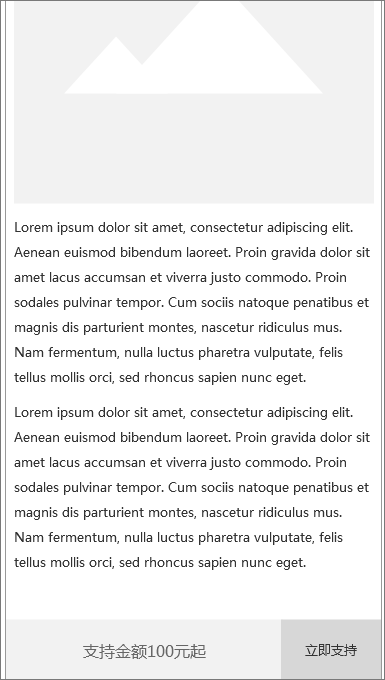 Lorem ipsum dolor sit amet, consectetur adipiscing elit.
Aenean euismod bibendum laoreet. Proin gravida dolor sit
amet lacus accumsan et viverra justo commodo. Proin
sodales pulvinar tempor. Cum sociis natoque penatibus et
magnis dis parturient montes, nascetur ridiculus mus.
Nam fermentum, nulla luctus pharetra vulputate, felis
tellus mollis orci, sed rhoncus sapien nunc eget.
Lorem ipsum dolor sit amet, consectetur adipiscing elit.
Aenean euismod bibendum laoreet. Proin gravida dolor sit
amet lacus accumsan et viverra justo commodo. Proin
sodales pulvinar tempor. Cum sociis natoque penatibus et
magnis dis parturient montes, nascetur ridiculus mus.
Nam fermentum, nulla luctus pharetra vulputate, felis
tellus mollis orci, sed rhoncus sapien nunc eget.
支持金额100元起
立即支持